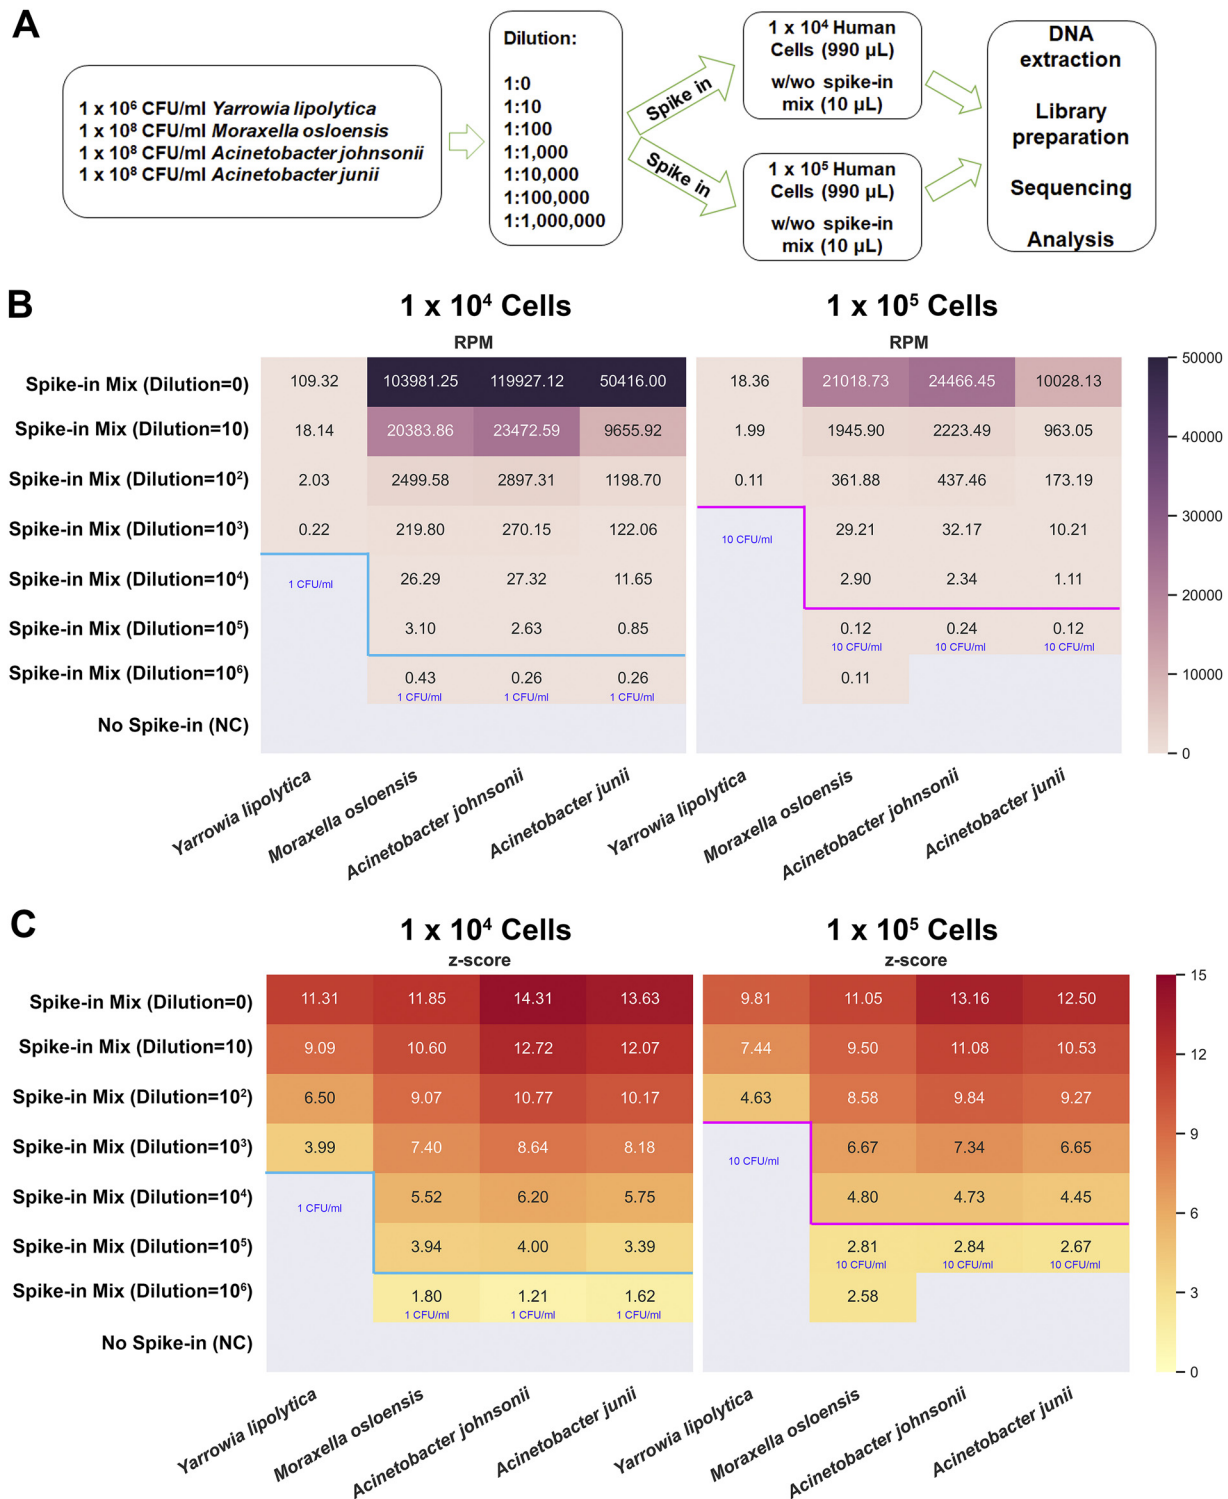 A
1 x 10⁶ CFU/ml Yarrowia lipolytica
1 x 10⁸ CFU/ml Moraxella osloensis
1 x 10⁸ CFU/ml Acinetobacter johnsonii
1 x 10⁸ CFU/ml Acinetobacter junii
Dilution:
1:0
1:10
1:100
1:1,000
1:10,000
1:100,000
1:1,000,000
Spike in
Spike in
1 x 10⁴ Human
Cells (990 µL)
w/wo spike-in
mix (10 µL)
1 x 10⁵ Human
Cells (990 µL)
w/wo spike-in
mix (10 µL)
DNA
extraction
Library
preparation
Sequencing
Analysis
B
1 x 10⁴ Cells 1 x 10⁵ Cells
RPM RPM
Spike-in Mix (Dilution=0) 109.32 103981.25 119927.12 50416.00 18.36 21018.73 24466.45 10028.13
Spike-in Mix (Dilution=10) 18.14 20383.86 23472.59 9655.92 1.99 1945.90 2223.49 963.05
Spike-in Mix (Dilution=10²) 2.03 2499.58 2897.31 1198.70 0.11 361.88 437.46 173.19
Spike-in Mix (Dilution=10³) 0.22 219.80 270.15 122.06 10 CFU/ml 29.21 32.17 10.21
Spike-in Mix (Dilution=10⁴) 1 CFU/ml 26.29 27.32 11.65 2.90 2.34 1.11
Spike-in Mix (Dilution=10⁵) 3.10 2.63 0.85 0.12 0.24 0.12
10 CFU/ml 10 CFU/ml 10 CFU/ml
Spike-in Mix (Dilution=10⁶) 0.43 0.26 0.26 0.11
1 CFU/ml 1 CFU/ml 1 CFU/ml
No Spike-in (NC)
Yarrowia lipolytica
Moraxella osloensis
Acinetobacter johnsonii
Acinetobacter junii
Yarrowia lipolytica
Moraxella osloensis
Acinetobacter johnsonii
Acinetobacter junii
50000
40000
30000
20000
10000
0
C
1 x 10⁴ Cells 1 x 10⁵ Cells
z-score z-score
Spike-in Mix (Dilution=0) 11.31 11.85 14.31 13.63 9.81 11.05 13.16 12.50
Spike-in Mix (Dilution=10) 9.09 10.60 12.72 12.07 7.44 9.50 11.08 10.53
Spike-in Mix (Dilution=10²) 6.50 9.07 10.77 10.17 4.63 8.58 9.84 9.27
Spike-in Mix (Dilution=10³) 3.99 7.40 8.64 8.18 10 CFU/ml 6.67 7.34 6.65
Spike-in Mix (Dilution=10⁴) 1 CFU/ml 5.52 6.20 5.75 4.80 4.73 4.45
Spike-in Mix (Dilution=10⁵) 3.94 4.00 3.39 2.81 2.84 2.67
10 CFU/ml 10 CFU/ml 10 CFU/ml
Spike-in Mix (Dilution=10⁶) 1.80 1.21 1.62 2.58
1 CFU/ml 1 CFU/ml 1 CFU/ml
No Spike-in (NC)
Yarrowia lipolytica
Moraxella osloensis
Acinetobacter johnsonii
Acinetobacter junii
Yarrowia lipolytica
Moraxella osloensis
Acinetobacter johnsonii
Acinetobacter junii
15
12
9
6
3
0